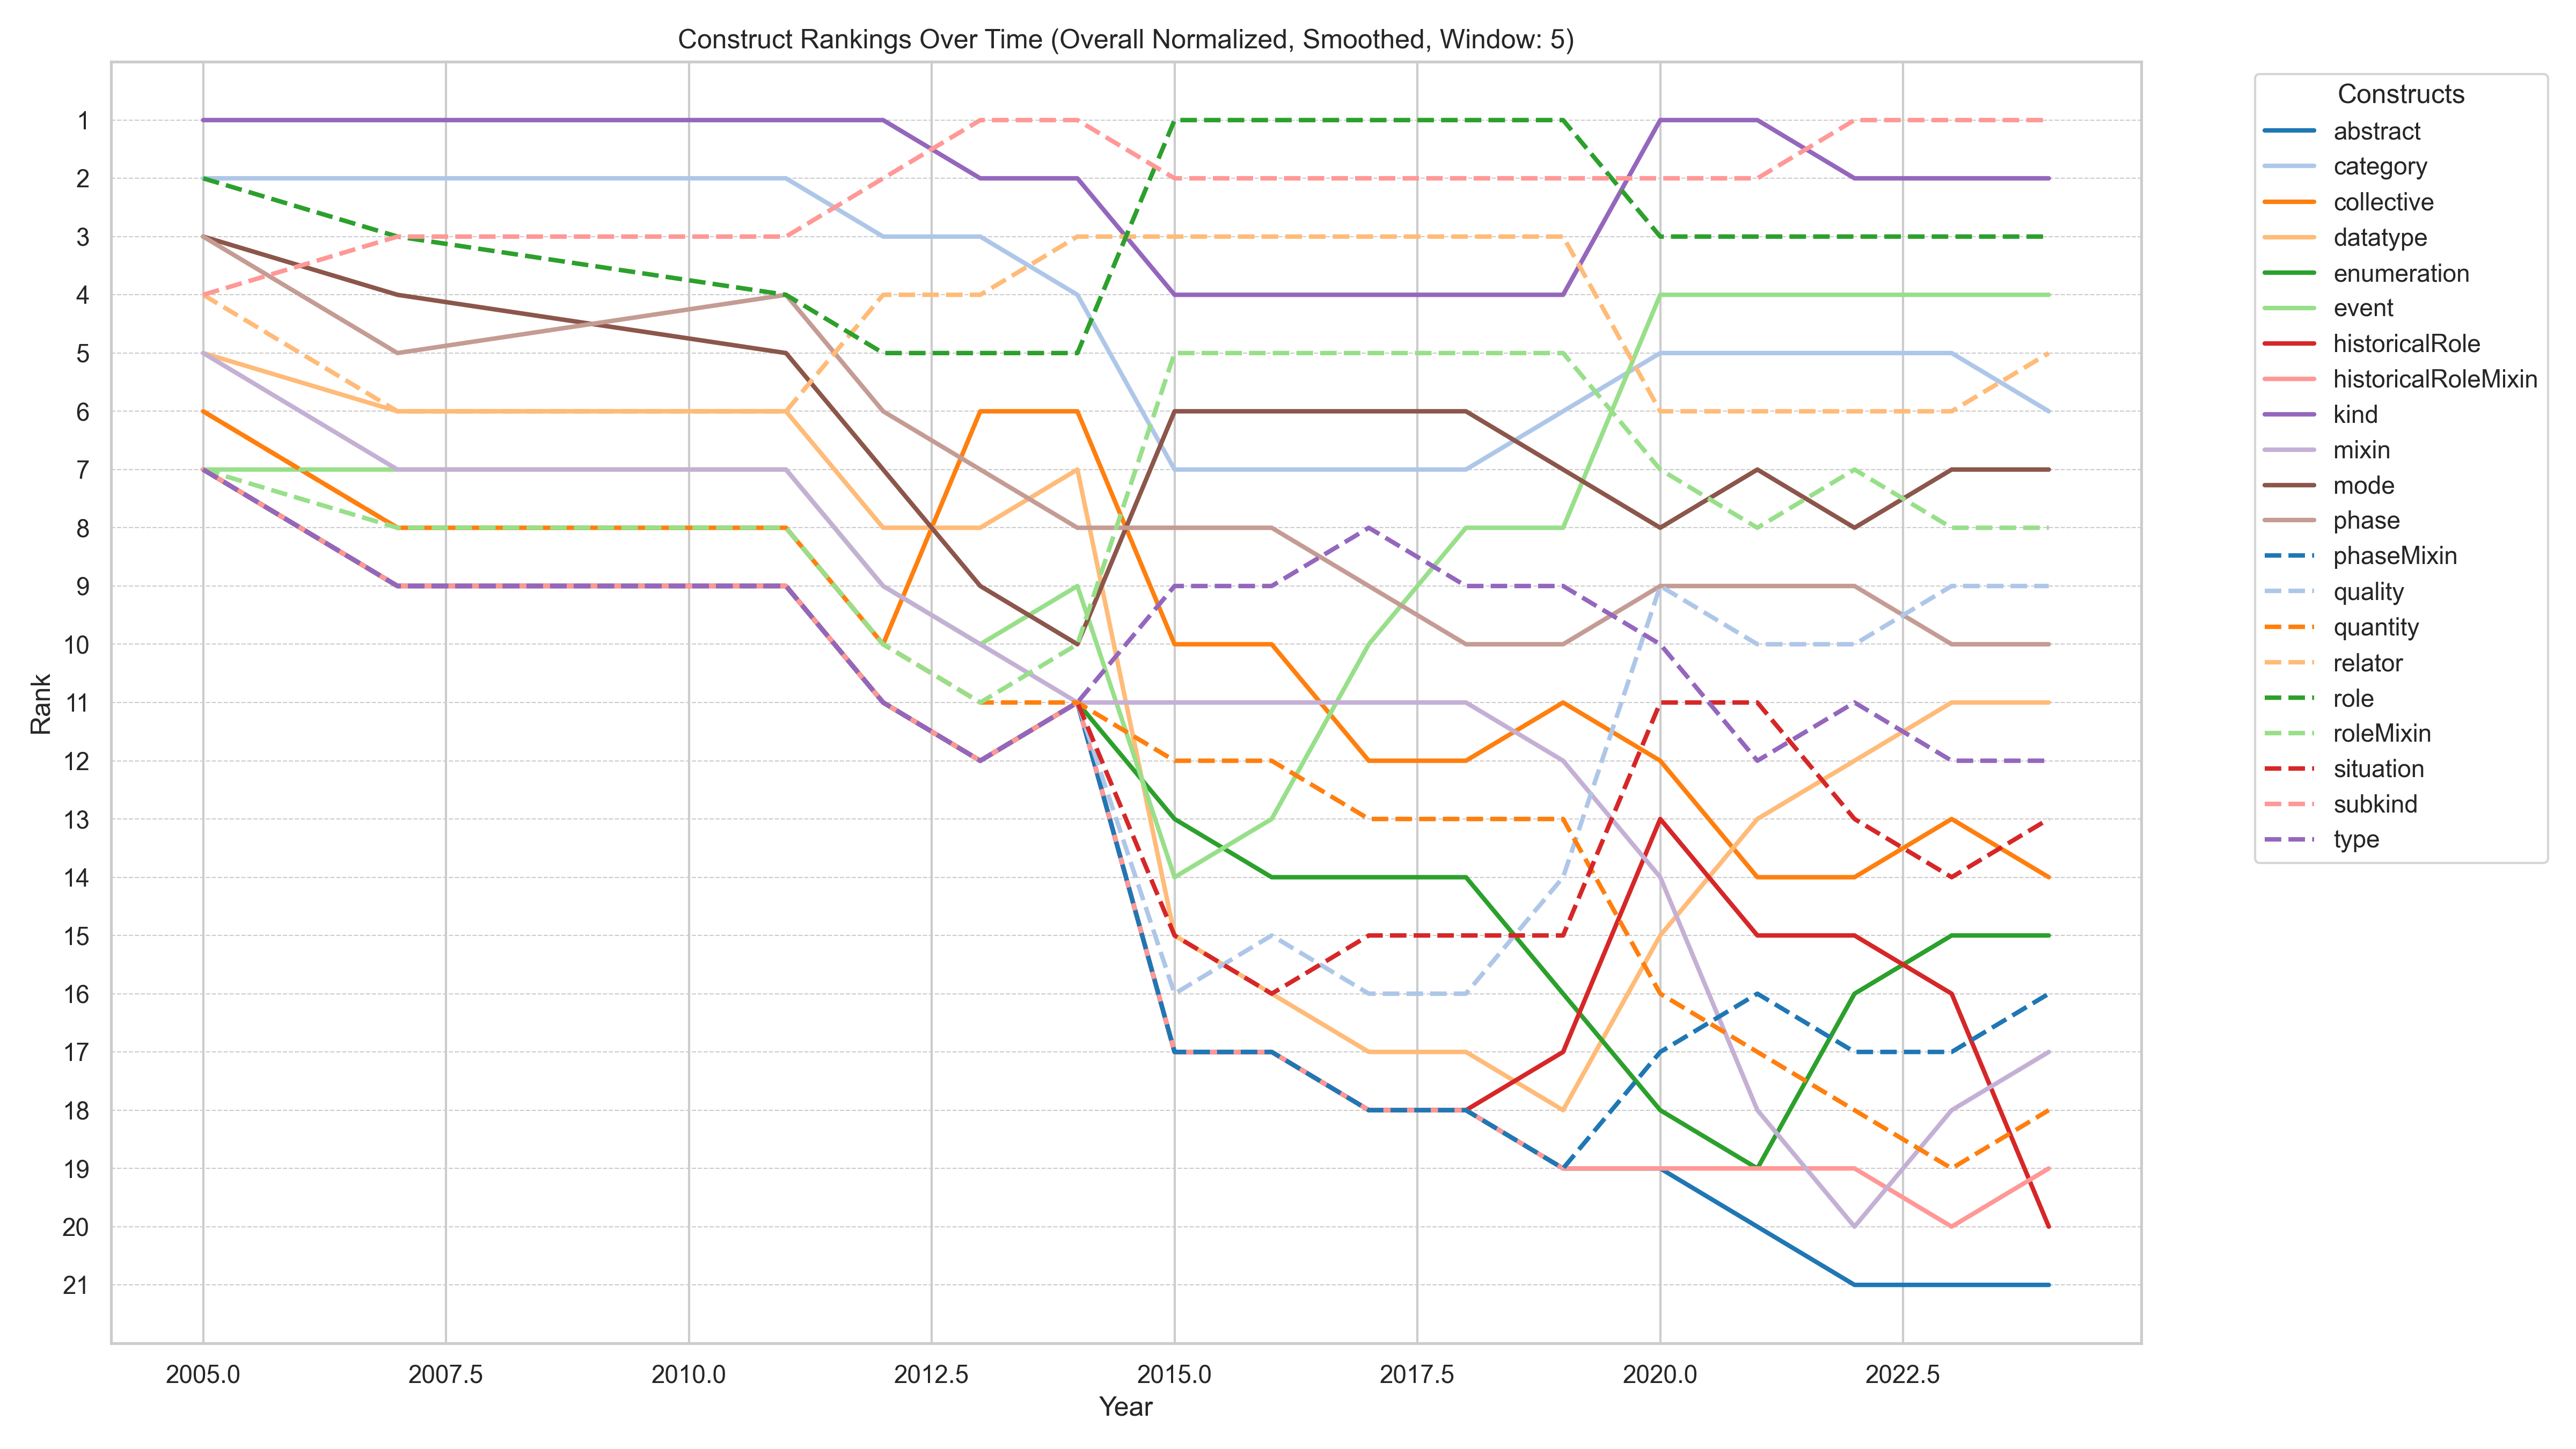 Construct Rankings Over Time (Overall Normalized, Smoothed, Window: 5)
Rank
1
2
3
4
5
6
7
8
9
10
11
12
13
14
15
16
17
18
19
20
21
2005.0 2007.5 2010.0 2012.5 2015.0 2017.5 2020.0 2022.5
Year
Constructs
abstract
category
collective
datatype
enumeration
event
historicalRole
historicalRoleMixin
kind
mixin
mode
phase
phaseMixin
quality
quantity
relator
role
roleMixin
situation
subkind
type